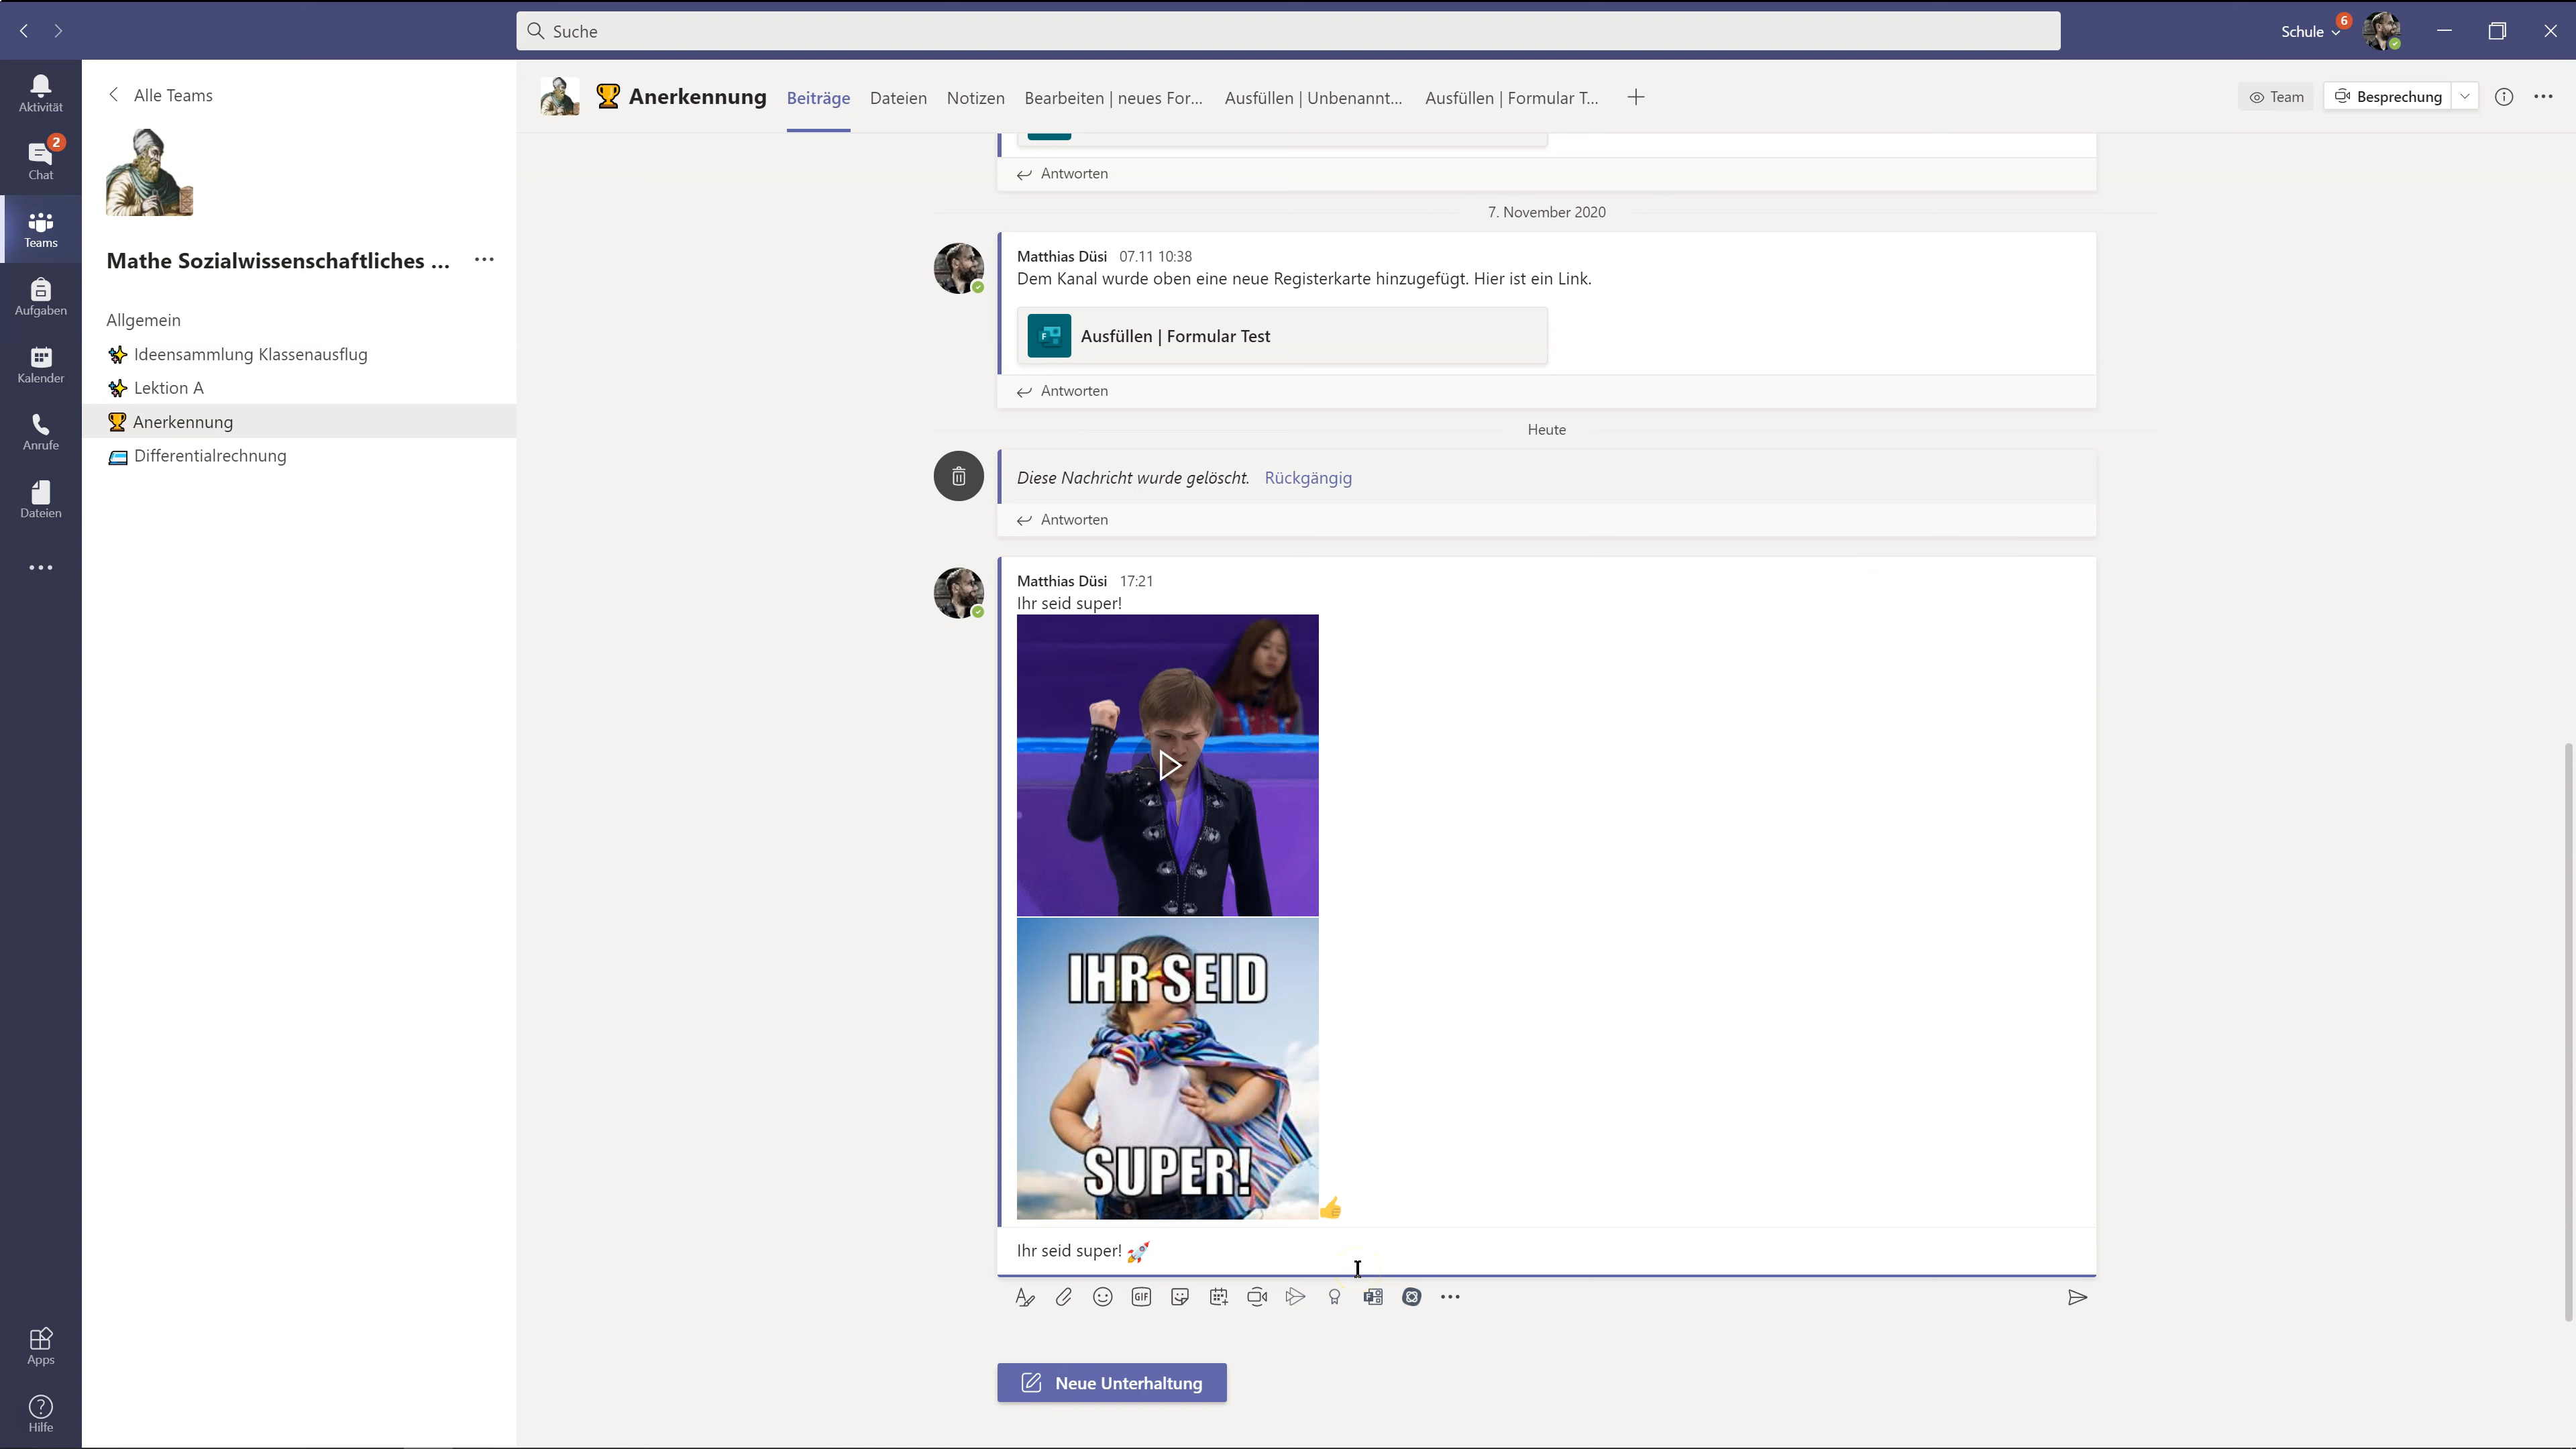 Suche
Schule
6
Aktivität
2
Chat
Teams
Aufgaben
Kalender
Anrufe
Dateien
Apps
Hilfe
Alle Teams
Mathe Sozialwissenschaftliches ...
Allgemein
Ideensammlung Klassenausflug
Lektion A
Anerkennung
Differentialrechnung
Anerkennung
Beiträge
Dateien
Notizen
Bearbeiten | neues For...
Ausfüllen | Unbenannt...
Ausfüllen | Formular T...
Team
Besprechung
Antworten
7. November 2020
Matthias Düsi 07.11 10:38
Dem Kanal wurde oben eine neue Registerkarte hinzugefügt. Hier ist ein Link.
F
Ausfüllen | Formular Test
Antworten
Heute
Diese Nachricht wurde gelöscht. Rückgängig
Antworten
Matthias Düsi 17:21
Ihr seid super!
IHR SEID
SUPER!
Ihr seid super! 🚀
GIF
Neue Unterhaltung